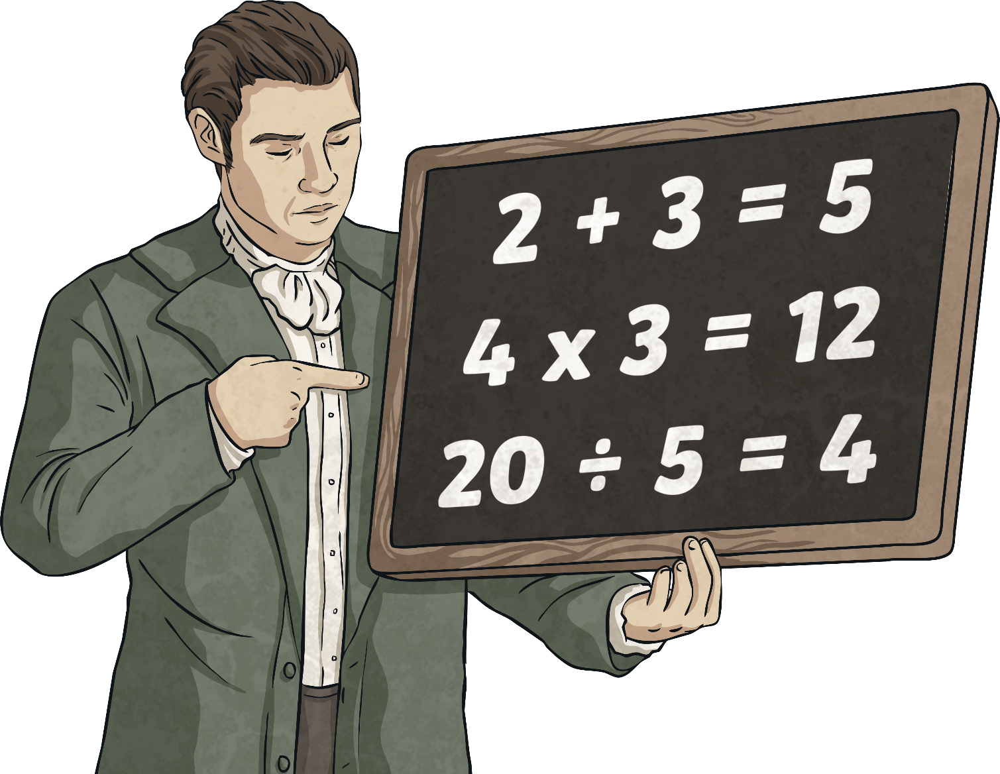 2 + 3 = 5
4 x 3 = 12
20 ÷ 5 = 4